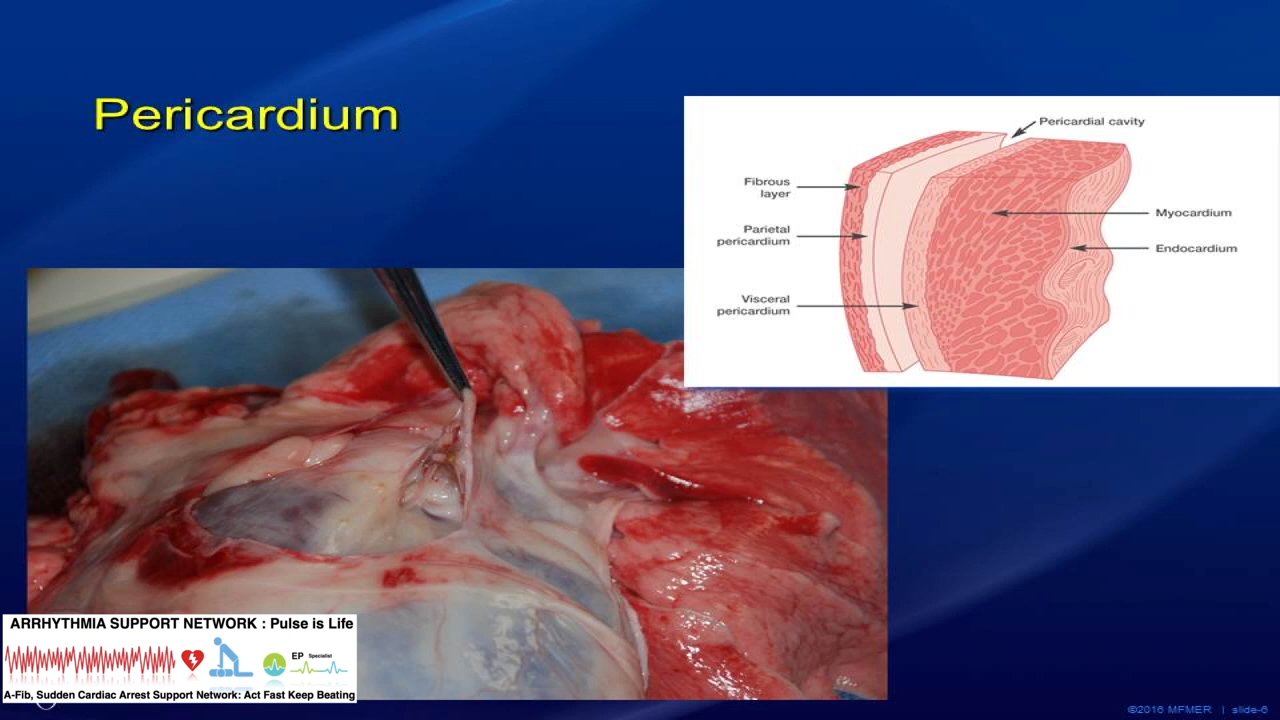 Pericardium
Pericardial cavity
Fibrous
layer
Parietal
pericardium
Visceral
pericardium
Myocardium
Endocardium
ARRHYTHMIA SUPPORT NETWORK : Pulse is Life
EP Specialist
A-Fib, Sudden Cardiac Arrest Support Network: Act Fast Keep Beating
©2016 MFMER | slide-6